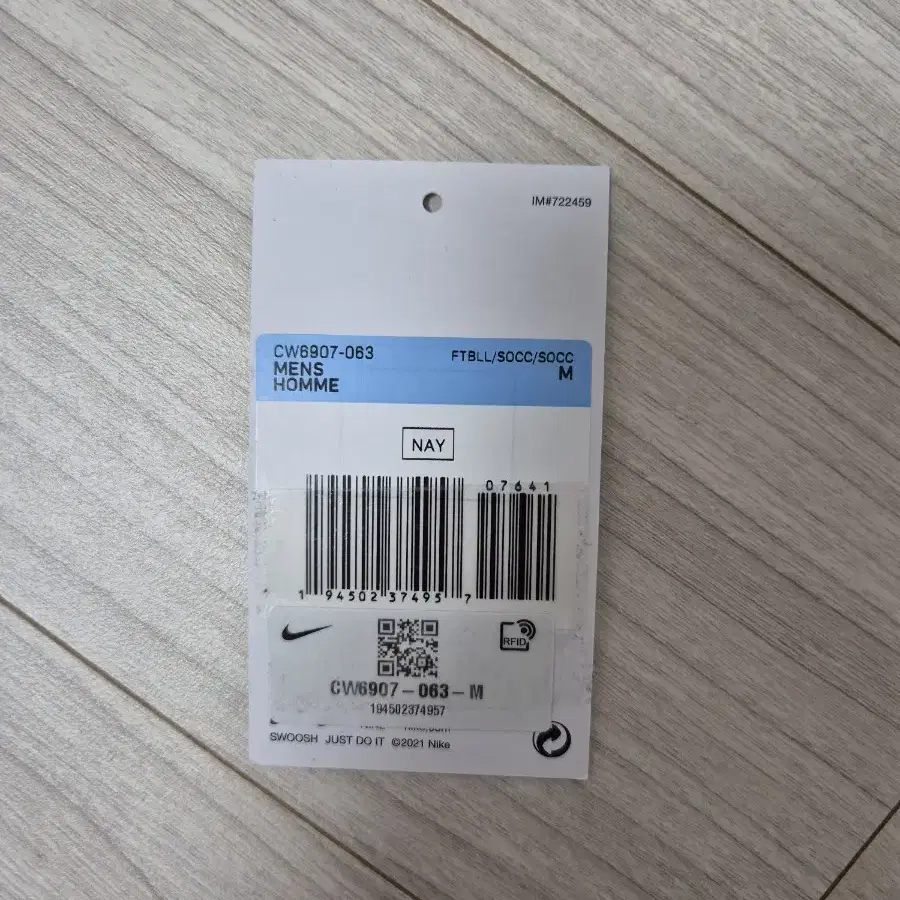 IM#722459
CW6907-063 FTBLL/SOCC/SOCC
MENS M
HOMME
NAY
07641
1 94502 37495 7
RFID
CW6907-063-M
194502374957
SWOOSH JUST DO IT ©2021 Nike